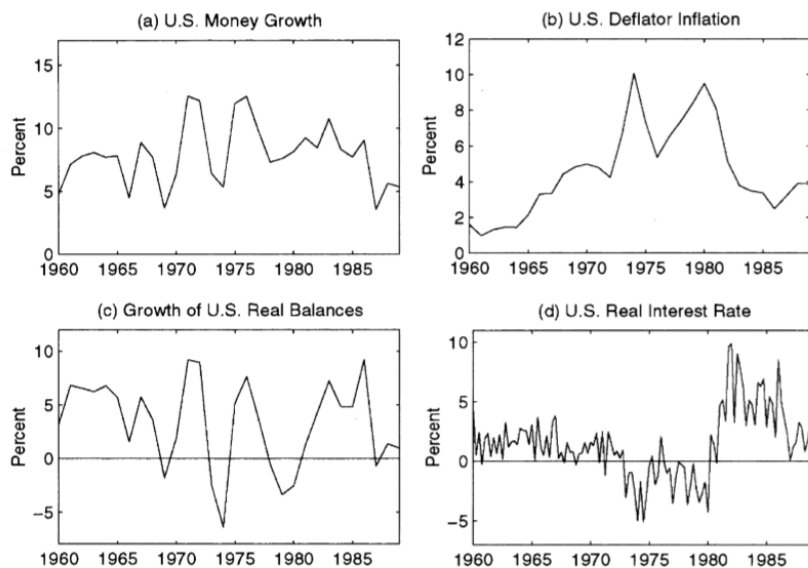 (a) U.S. Money Growth
Percent
15
10
5
0
1960 1965 1970 1975 1980 1985
(b) U.S. Deflator Inflation
Percent
12
10
8
6
4
2
0
1960 1965 1970 1975 1980 1985
(c) Growth of U.S. Real Balances
Percent
10
5
0
−5
1960 1965 1970 1975 1980 1985
(d) U.S. Real Interest Rate
Percent
10
5
0
−5
1960 1965 1970 1975 1980 1985